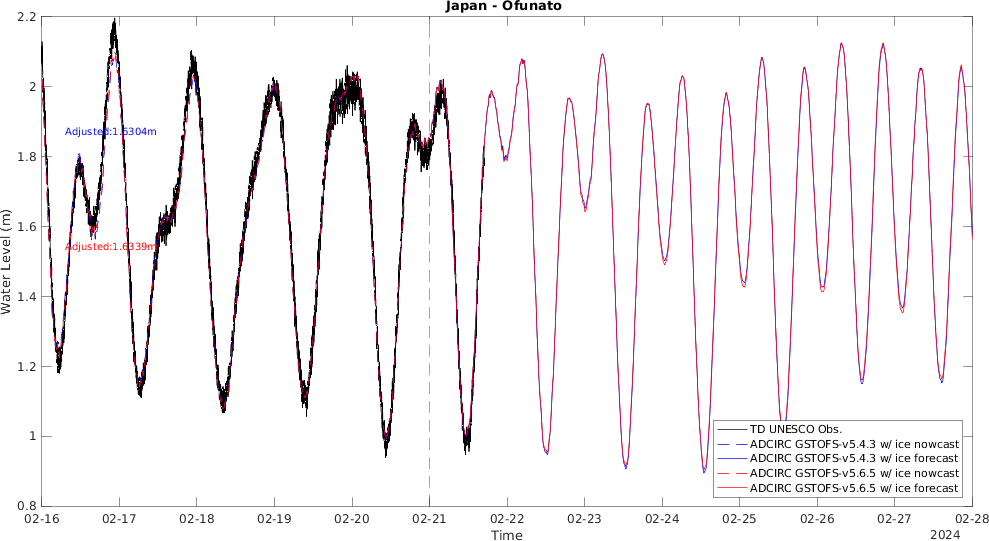 Japan - Ofunato
2.2
2
1.8
1.6
1.4
1.2
1
0.8
Water Level (m)
Adjusted:1.6304m
Adjusted:1.6339m
TD UNESCO Obs.
ADCIRC GSTOFS-v5.4.3 w/ ice nowcast
ADCIRC GSTOFS-v5.4.3 w/ ice forecast
ADCIRC GSTOFS-v5.6.5 w/ ice nowcast
ADCIRC GSTOFS-v5.6.5 w/ ice forecast
02-16 02-17 02-18 02-19 02-20 02-21 02-22 02-23 02-24 02-25 02-26 02-27 02-28
Time
2024